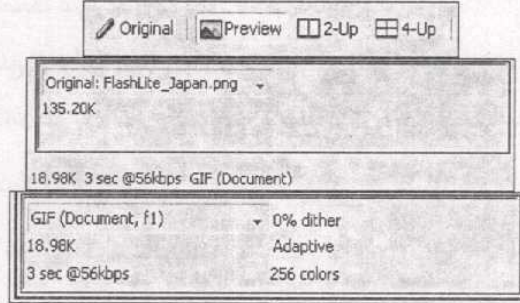 Original Preview 2-Up 4-Up
Original: FlashLite_Japan.png
135.20K
18.98K 3 sec @56kbps GIF (Document)
GIF (Document, f1) 0% dither
18.98K Adaptive
3 sec @56kbps 256 colors